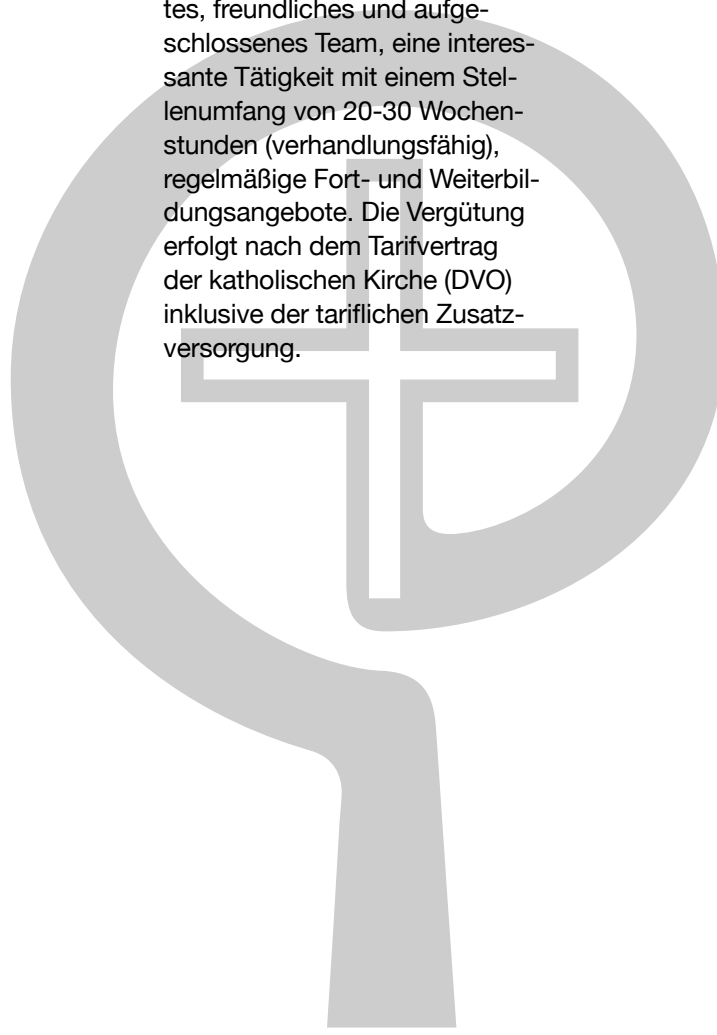 tes, freundliches und aufge-
schlossenes Team, eine interes-
sante Tätigkeit mit einem Stel-
lenumfang von 20-30 Wochen-
stunden (verhandlungsfähig),
regelmäßige Fort- und Weiterbil-
dungsangebote. Die Vergütung
erfolgt nach dem Tarifvertrag
der katholischen Kirche (DVO)
inklusive der tariflichen Zusatz-
versorgung.